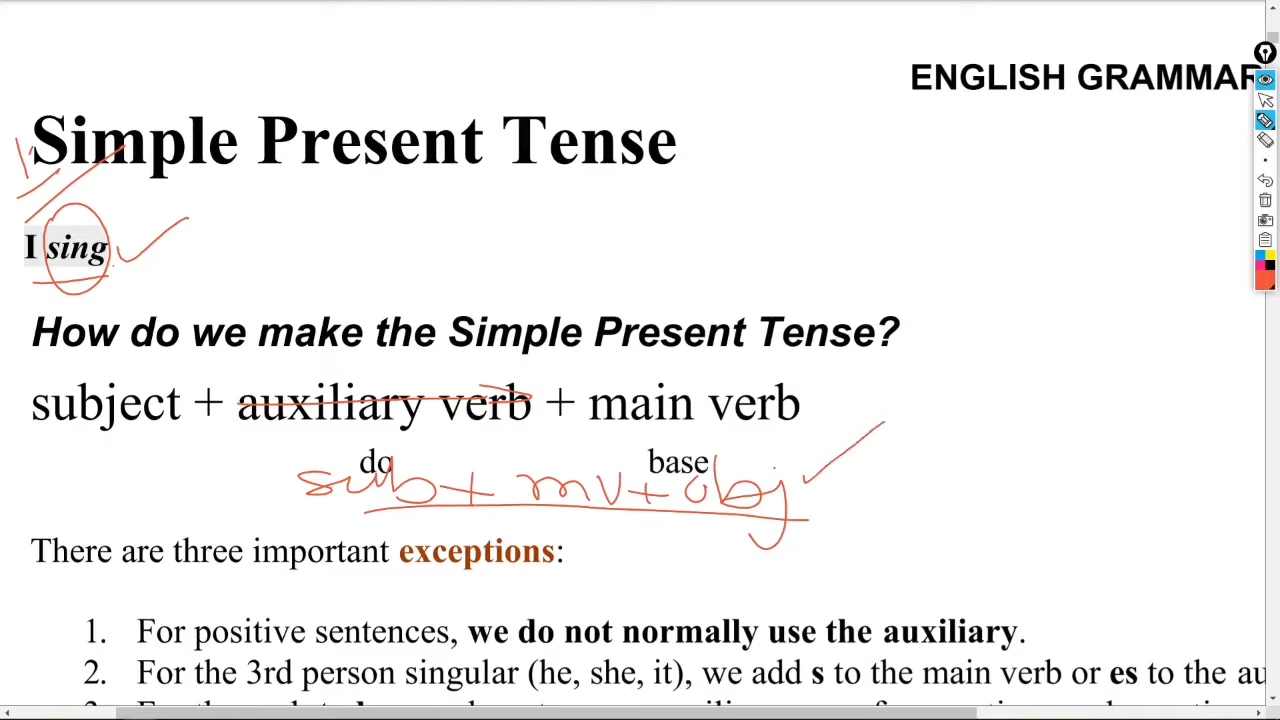 ENGLISH GRAMMAR
Simple Present Tense
I sing
How do we make the Simple Present Tense?
subject + auxiliary verb + main verb
do base
sub + mv + obj
There are three important exceptions:
1. For positive sentences, we do not normally use the auxiliary.
2. For the 3rd person singular (he, she, it), we add s to the main verb or es to the au